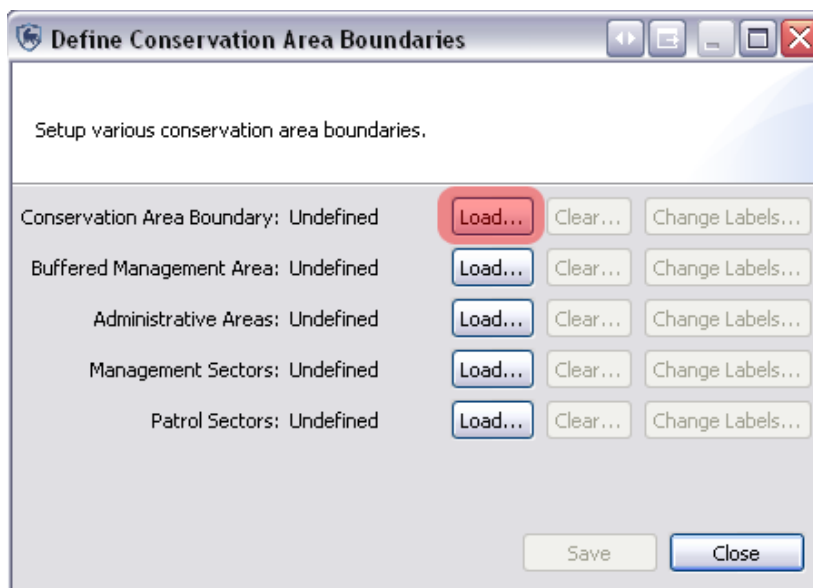 Define Conservation Area Boundaries
Setup various conservation area boundaries.
Conservation Area Boundary: Undefined Load... Clear... Change Labels...
Buffered Management Area: Undefined Load... Clear... Change Labels...
Administrative Areas: Undefined Load... Clear... Change Labels...
Management Sectors: Undefined Load... Clear... Change Labels...
Patrol Sectors: Undefined Load... Clear... Change Labels...
Save Close